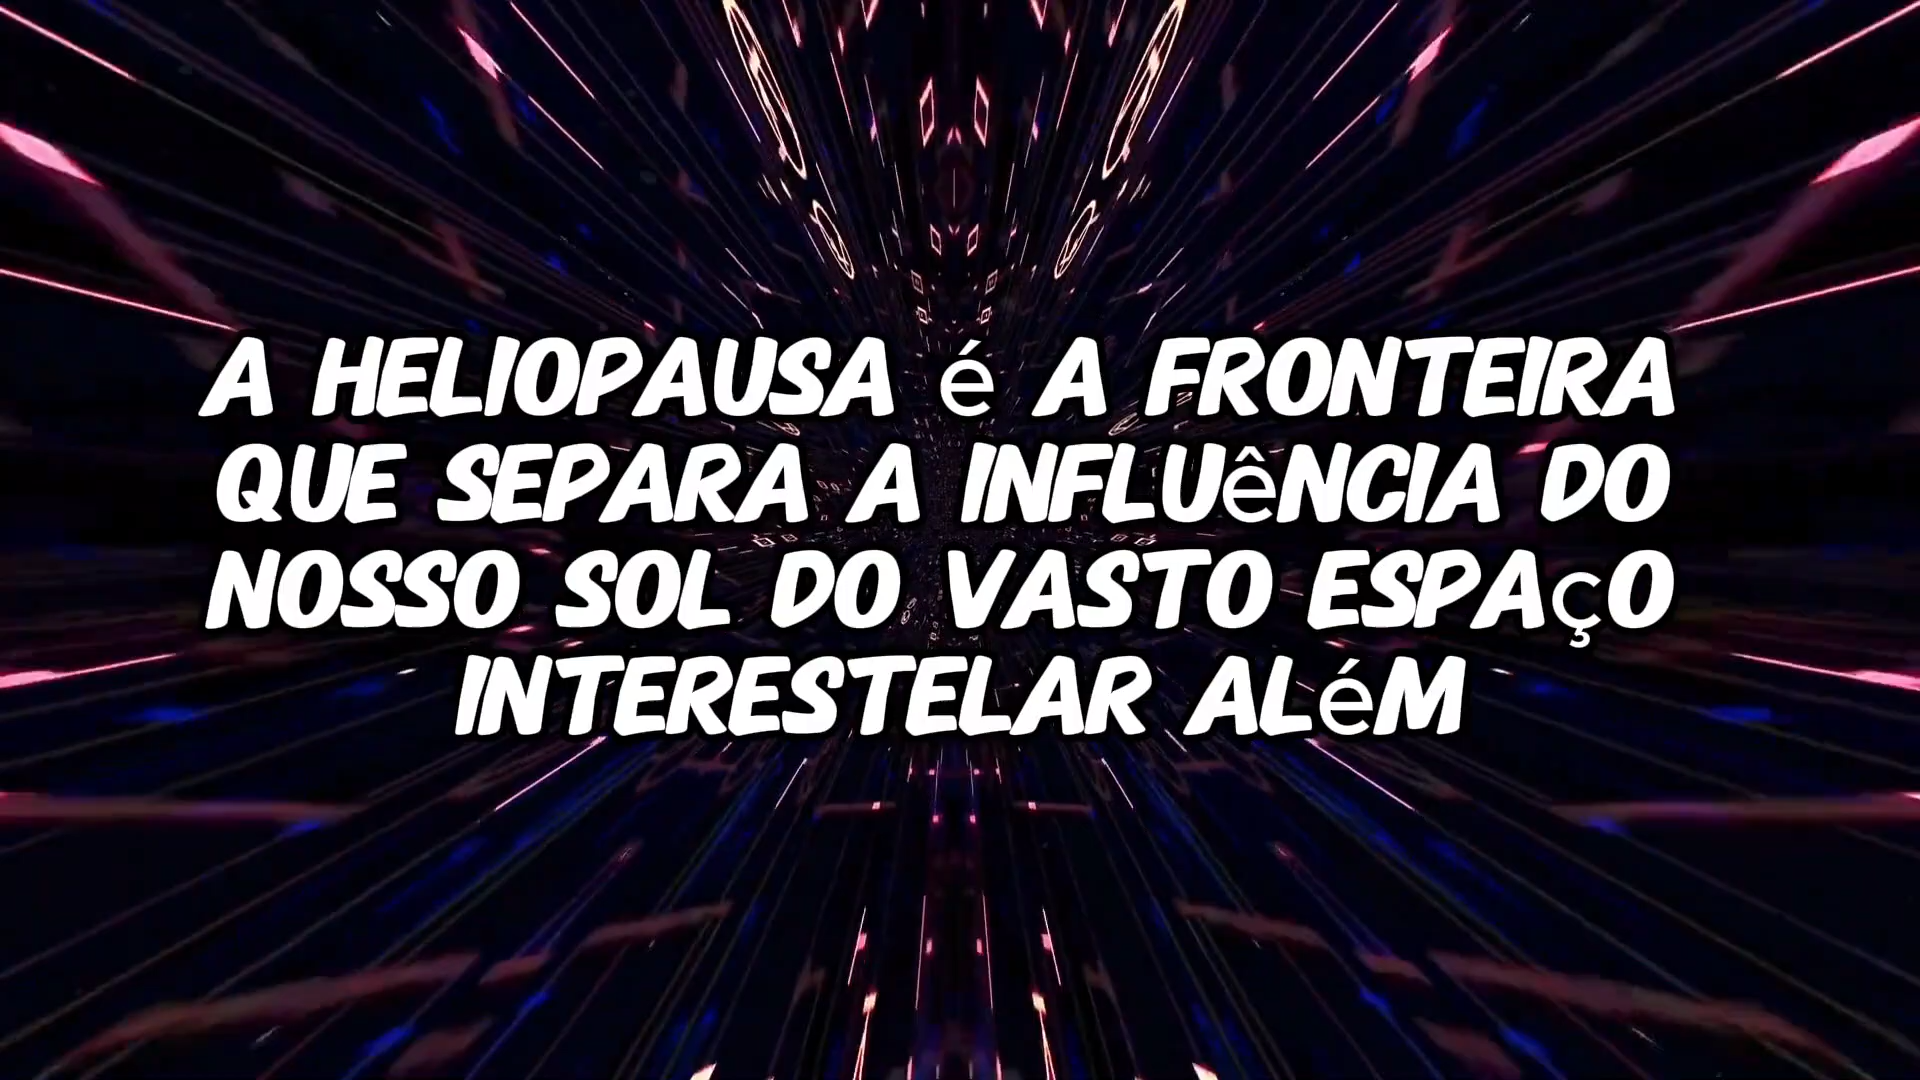 A HELIOPAUSA é A FRONTEIRA
QUE SEPARA A INFLUêNCIA DO
NOSSO SOL DO VASTO ESPAçO
INTERESTELAR ALéM